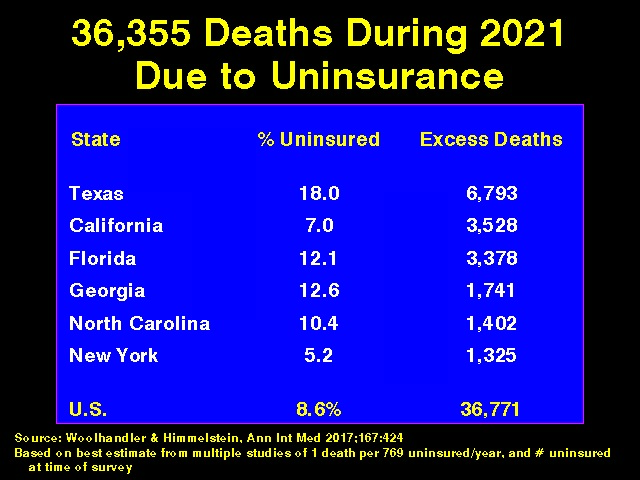 36,355 Deaths During 2021
Due to Uninsurance
State % Uninsured Excess Deaths
Texas 18.0 6,793
California 7.0 3,528
Florida 12.1 3,378
Georgia 12.6 1,741
North Carolina 10.4 1,402
New York 5.2 1,325
U.S. 8.6% 36,771
Source: Woolhandler & Himmelstein, Ann Int Med 2017;167:424
Based on best estimate from multiple studies of 1 death per 769 uninsured/year, and # uninsured
at time of survey